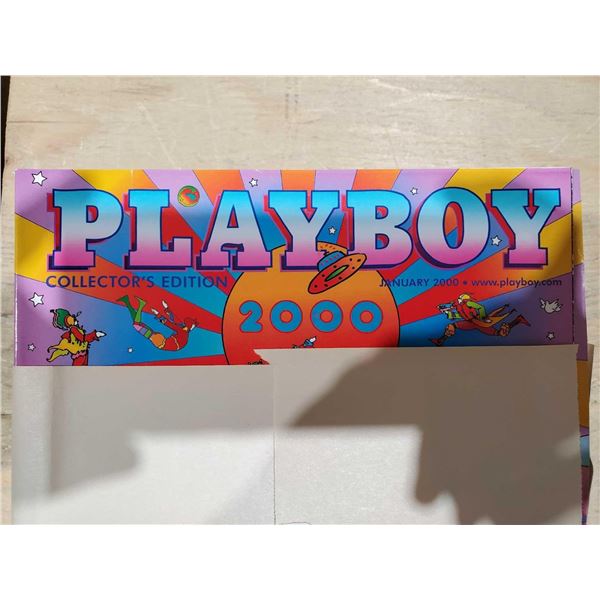 PLAYBOY
COLLECTOR'S EDITION
JANUARY 2000 • www.playboy.com
2000